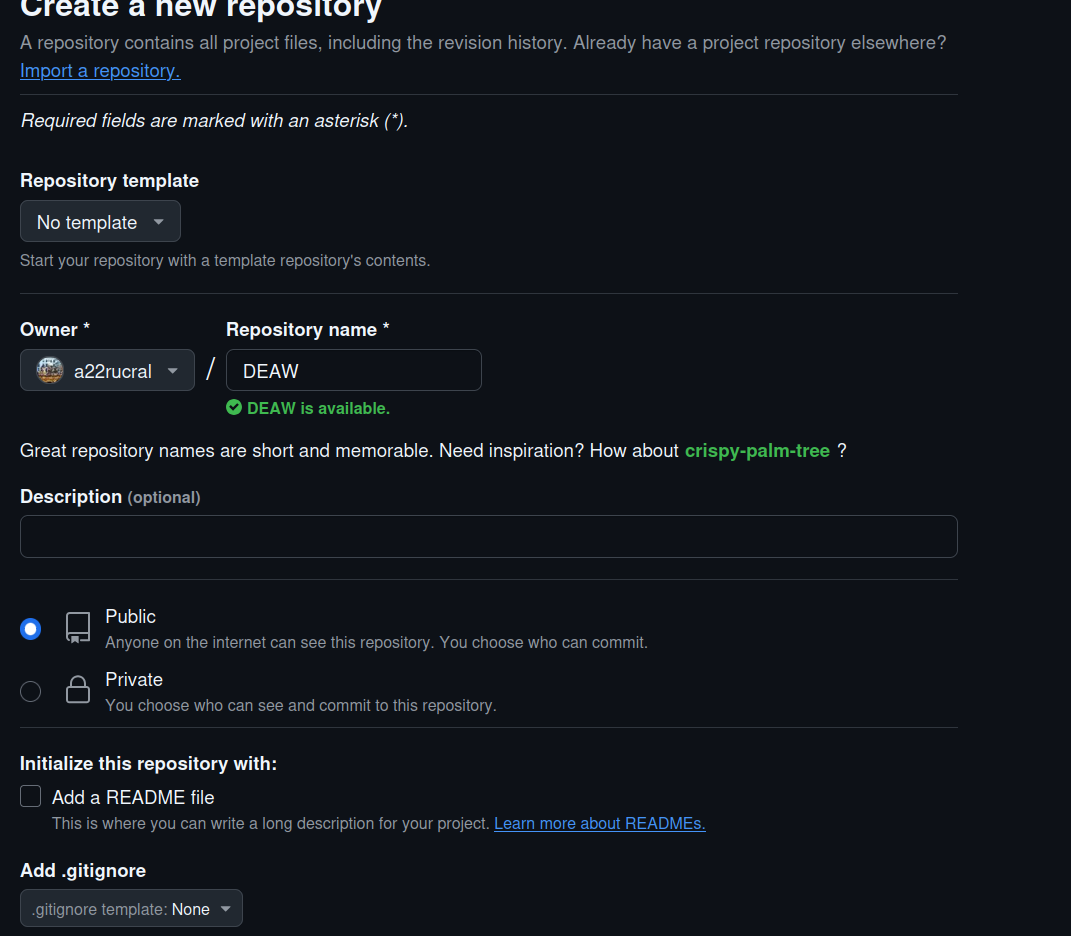 Create a new repository
A repository contains all project files, including the revision history. Already have a project repository elsewhere?
Import a repository.
Required fields are marked with an asterisk (*).
Repository template
No template
Start your repository with a template repository's contents.
Owner * Repository name *
a22rucral / DEAW
DEAW is available.
Great repository names are short and memorable. Need inspiration? How about crispy-palm-tree ?
Description (optional)
Public
Anyone on the internet can see this repository. You choose who can commit.
Private
You choose who can see and commit to this repository.
Initialize this repository with:
Add a README file
This is where you can write a long description for your project. Learn more about READMEs.
Add .gitignore
.gitignore template: None